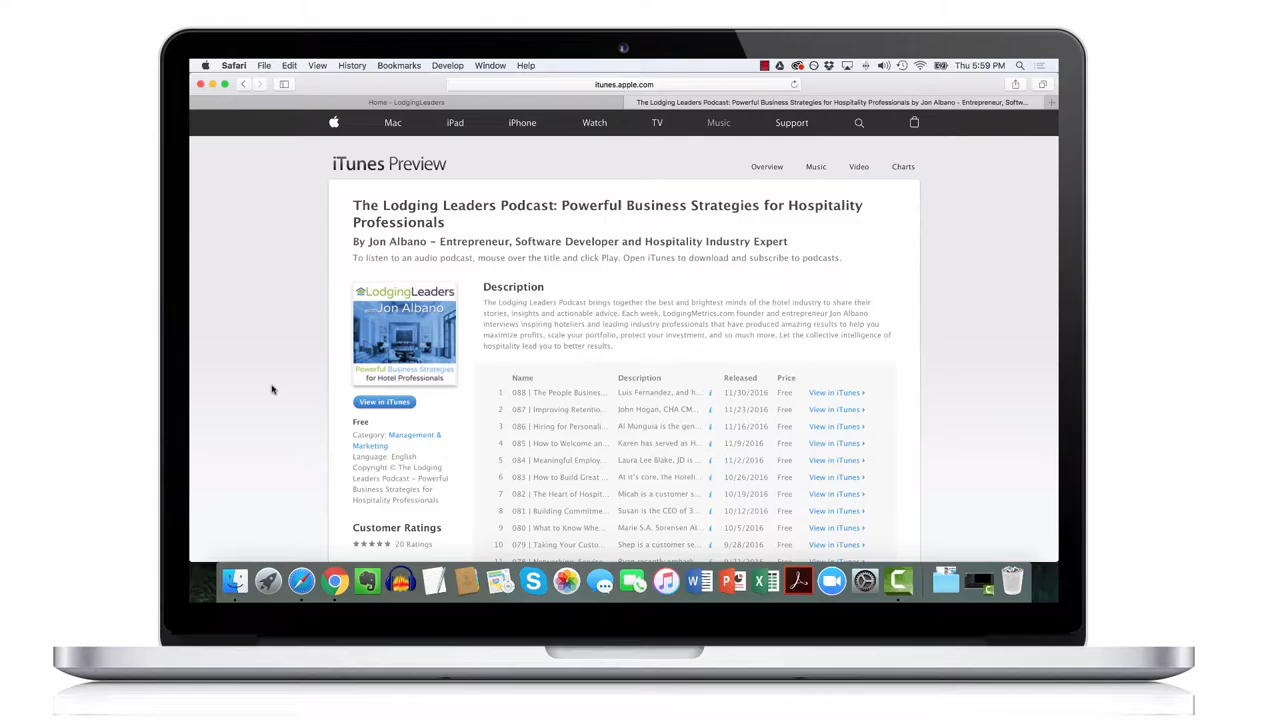 Safari File Edit View History Bookmarks Develop Window Help Thu 5:59 PM
itunes.apple.com
Home - LodgingLeaders The Lodging Leaders Podcast: Powerful Business Strategies for Hospitality Professionals by Jon Albano - Entrepreneur, Softw...
Mac iPad iPhone Watch TV Music Support
iTunes Preview Overview Music Video Charts
The Lodging Leaders Podcast: Powerful Business Strategies for Hospitality
Professionals
By Jon Albano – Entrepreneur, Software Developer and Hospitality Industry Expert
To listen to an audio podcast, mouse over the title and click Play. Open iTunes to download and subscribe to podcasts.
LodgingLeaders
with Jon Albano
Powerful Business Strategies
for Hotel Professionals
View in iTunes
Free
Category: Management &
Marketing
Language: English
Copyright © The Lodging
Leaders Podcast – Powerful
Business Strategies for
Hospitality Professionals
Customer Ratings
★★★★★ 20 Ratings
Description
The Lodging Leaders Podcast brings together the best and brightest minds of the hotel industry to share their
stories, insights and actionable advice. Each week, LodgingMetrics.com founder and entrepreneur Jon Albano
interviews inspiring hoteliers and leading industry professionals that have produced amazing results to help you
maximize profits, scale your portfolio, protect your investment, and so much more. Let the collective intelligence of
hospitality lead you to better results.
Name Description Released Price
1 088 | The People Busines... Luis Fernandez, and h... i 11/30/2016 Free View in iTunes
2 087 | Improving Retentio... John Hogan, CHA CM... i 11/23/2016 Free View in iTunes
3 086 | Hiring for Personali... Al Munguia is the gen... i 11/16/2016 Free View in iTunes
4 085 | How to Welcome an... Karen has served as H... i 11/9/2016 Free View in iTunes
5 084 | Meaningful Employ... Laura Lee Blake, JD is ... i 11/2/2016 Free View in iTunes
6 083 | How to Build Great ... At it's core, the Hoteli... i 10/26/2016 Free View in iTunes
7 082 | The Heart of Hospit... Micah is a customer s... i 10/19/2016 Free View in iTunes
8 081 | Building Commitme... Susan is the CEO of 3... i 10/12/2016 Free View in iTunes
9 080 | What to Know Whe... Marie S.A. Sorensen Al... i 10/5/2016 Free View in iTunes
10 079 | Taking Your Custo... Shep is a customer se... i 9/28/2016 Free View in iTunes